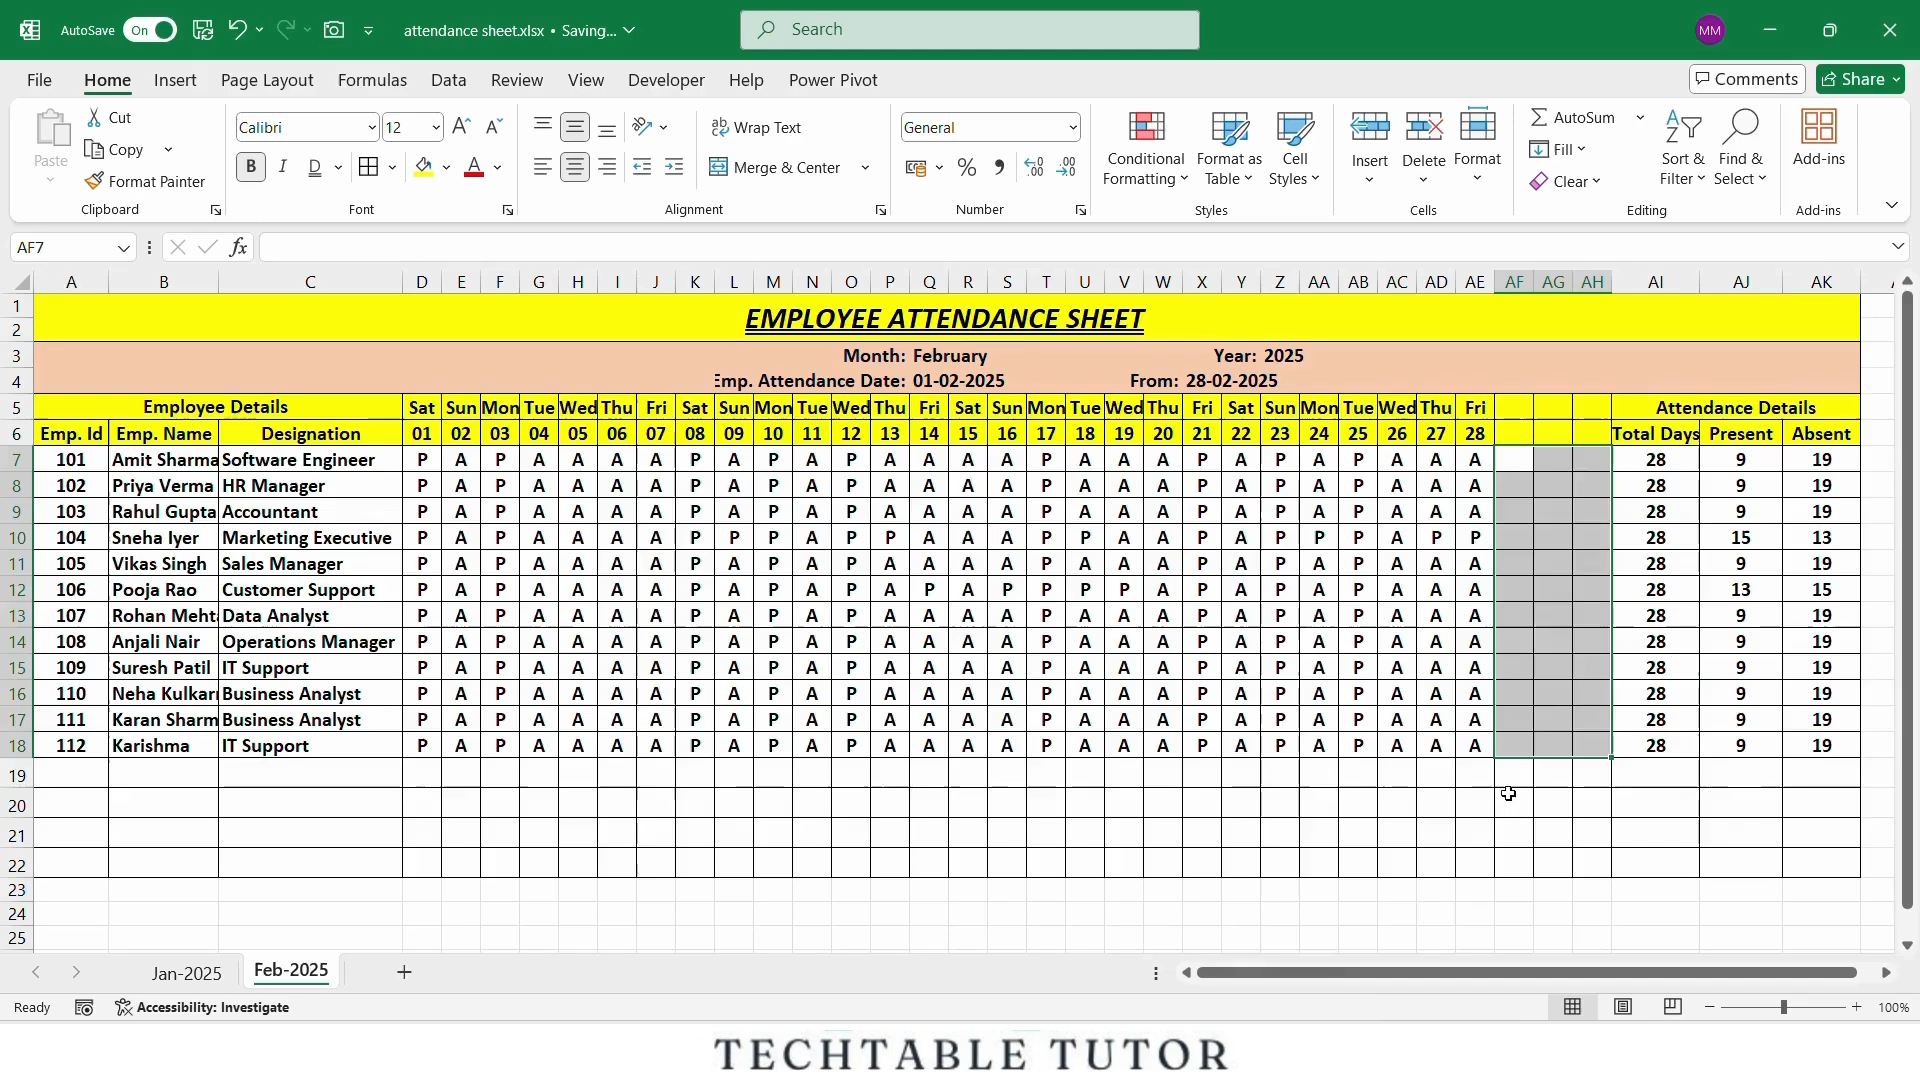 AutoSave On attendance sheet.xlsx • Saving... Search MM
File Home Insert Page Layout Formulas Data Review View Developer Help Power Pivot Comments Share
Paste Cut Copy Format Painter Clipboard
Calibri 12 B I D A Font
ab Wrap Text Merge & Center Alignment
General % Number
Conditional Formatting Format as Table Cell Styles Styles
Insert Delete Format Cells
AutoSum Fill Clear Sort & Filter Find & Select Editing
Add-ins Add-ins
AF7 fx
A B C D E F G H I J K L M N O P Q R S T U V W X Y Z AA AB AC AD AE AF AG AH AI AJ AK
1
2 EMPLOYEE ATTENDANCE SHEET
3 Month: February Year: 2025
4 Emp. Attendance Date: 01-02-2025 From: 28-02-2025
5 Employee Details Sat Sun Mon Tue Wed Thu Fri Sat Sun Mon Tue Wed Thu Fri Sat Sun Mon Tue Wed Thu Fri Sat Sun Mon Tue Wed Thu Fri Attendance Details
6 Emp. Id Emp. Name Designation 01 02 03 04 05 06 07 08 09 10 11 12 13 14 15 16 17 18 19 20 21 22 23 24 25 26 27 28 Total Days Present Absent
7 101 Amit Sharma Software Engineer P A P A A A A P A P A P A A A A P A A A P A P A P A A A 28 9 19
8 102 Priya Verma HR Manager P A P A A A A P A P A P A A A A P A A A P A P A P A A A 28 9 19
9 103 Rahul Gupta Accountant P A P A A A A P A P A P A A A A P A A A P A P A P A A A 28 9 19
10 104 Sneha Iyer Marketing Executive P A P A A A A P P P A P P A A A P P A A P A P P P A P P 28 15 13
11 105 Vikas Singh Sales Manager P A P A A A A P A P A P A A A A P A A A P A P A P A A A 28 9 19
12 106 Pooja Rao Customer Support P A P A A A A P A P A P A P A P P P P A P A P A P A A A 28 13 15
13 107 Rohan Mehta Data Analyst P A P A A A A P A P A P A A A A P A A A P A P A P A A A 28 9 19
14 108 Anjali Nair Operations Manager P A P A A A A P A P A P A A A A P A A A P A P A P A A A 28 9 19
15 109 Suresh Patil IT Support P A P A A A A P A P A P A A A A P A A A P A P A P A A A 28 9 19
16 110 Neha Kulkar Business Analyst P A P A A A A P A P A P A A A A P A A A P A P A P A A A 28 9 19
17 111 Karan Sharm Business Analyst P A P A A A A P A P A P A A A A P A A A P A P A P A A A 28 9 19
18 112 Karishma IT Support P A P A A A A P A P A P A A A A P A A A P A P A P A A A 28 9 19
19
20
21
22
23
24
25
Jan-2025 Feb-2025
Ready Accessibility: Investigate 100%
TECHTABLE TUTOR